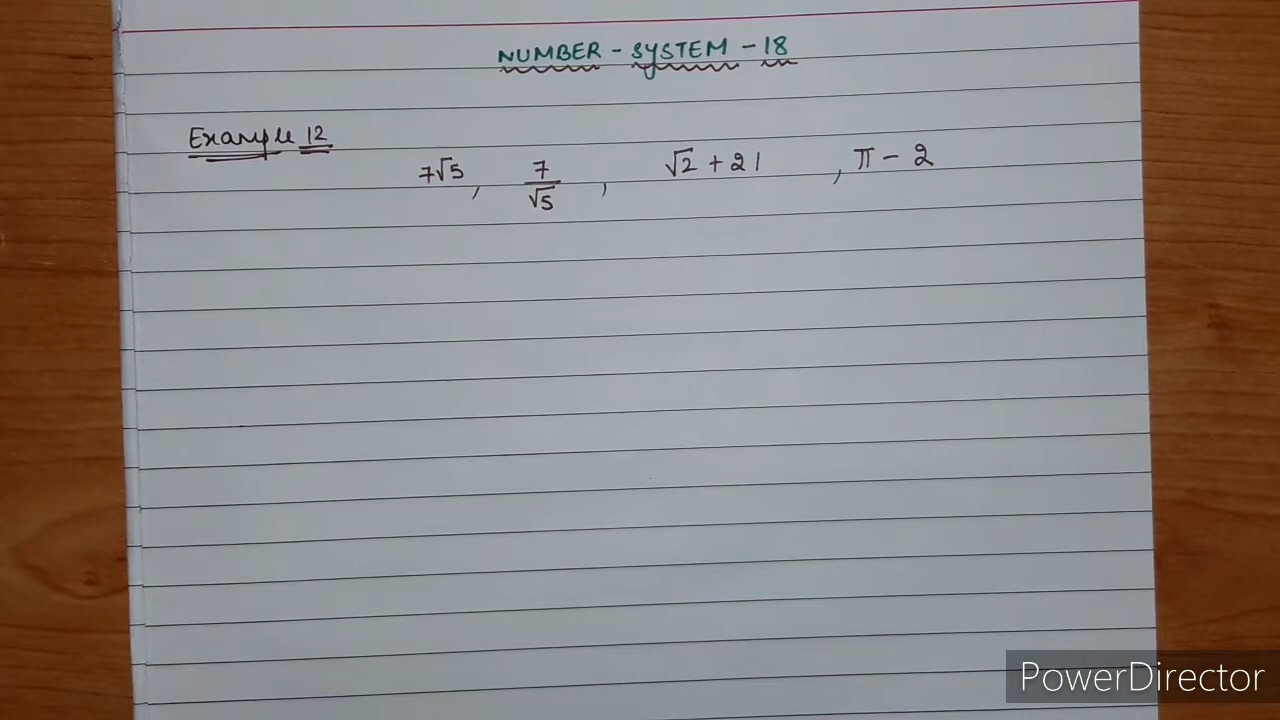 NUMBER - SYSTEM - 18
Example 12
7√5, 7/√5, √2 + 21, π - 2
PowerDirector